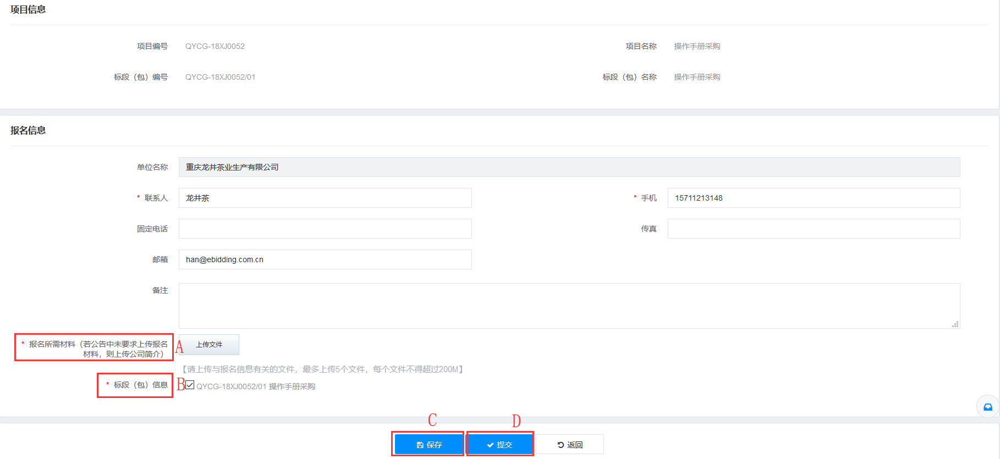 项目信息
项目编号 QYCG-18XJ0052 项目名称 操作手册采购
标段（包）编号 QYCG-18XJ0052/01 标段（包）名称 操作手册采购
报名信息
单位名称 重庆龙井茶业生产有限公司
* 联系人 龙井茶 * 手机 15711213148
固定电话 传真
邮箱 han@ebidding.com.cn
备注
* 报名所需材料（若公告中未要求上传报名
材料，则上传公司简介） A 上传文件
【请上传与报名信息有关的文件，最多上传5个文件，每个文件不得超过200M】
* 标段（包）信息 B QYCG-18XJ0052/01 操作手册采购
C D
保存 提交 返回